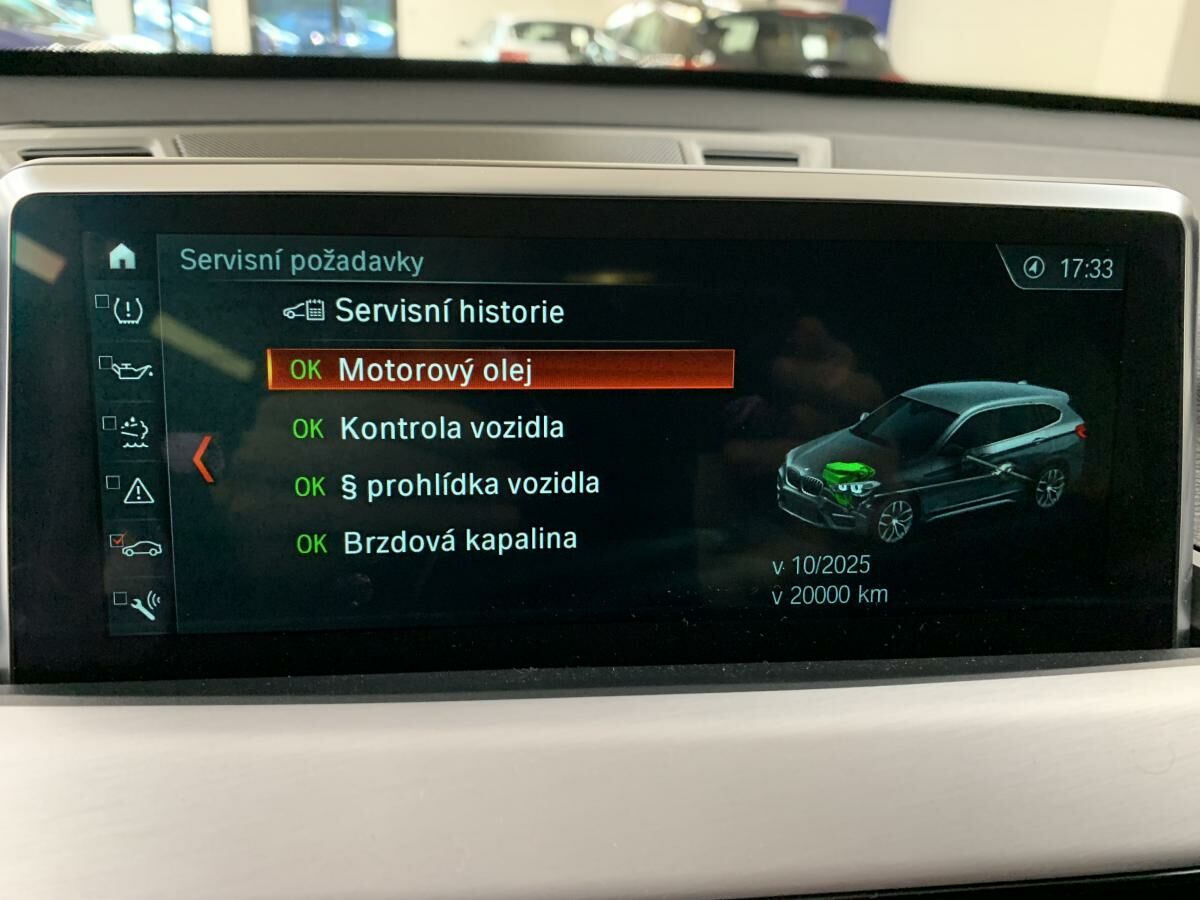 Servisní požadavky
17:33
Servisní historie
OK Motorový olej
OK Kontrola vozidla
OK § prohlídka vozidla
OK Brzdová kapalina
v 10/2025
v 20000 km